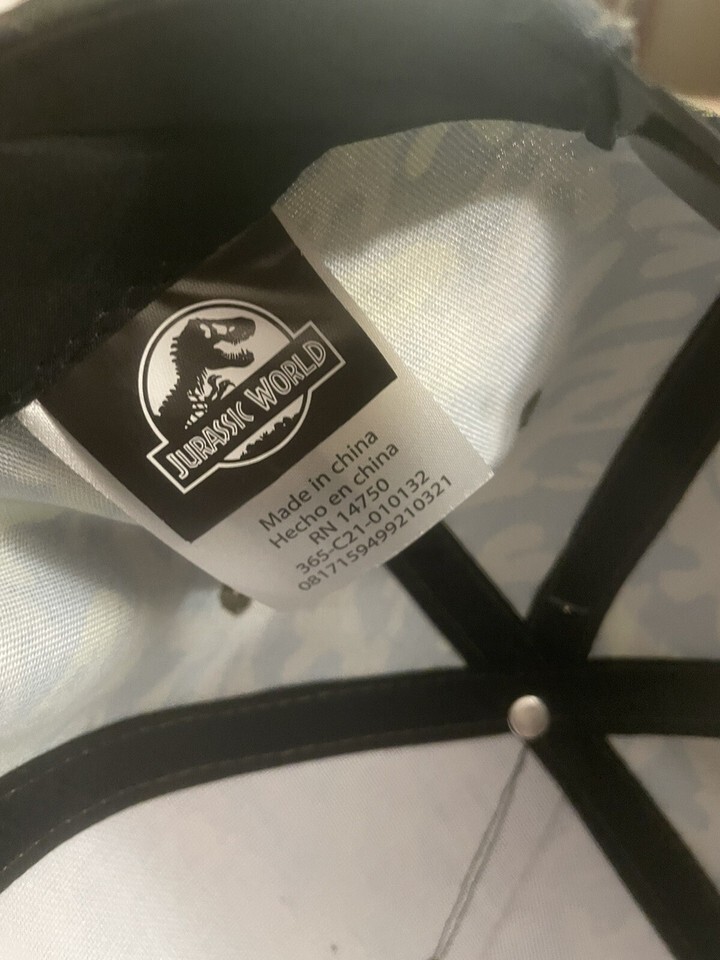 JURASSIC WORLD
Made in china
Hecho en china
RN 14750
365-C21-010132
0817159499210321